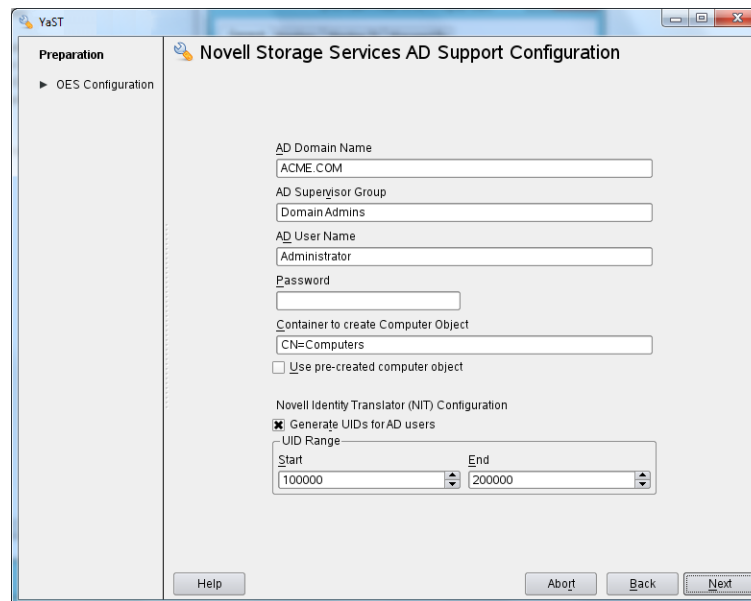 YaST
Preparation
OES Configuration
Novell Storage Services AD Support Configuration
AD Domain Name
ACME.COM
AD Supervisor Group
Domain Admins
AD User Name
Administrator
Password
Container to create Computer Object
CN=Computers
Use pre-created computer object
Novell Identity Translator (NIT) Configuration
Generate UIDs for AD users
UID Range
Start End
100000 200000
Help Abort Back Next